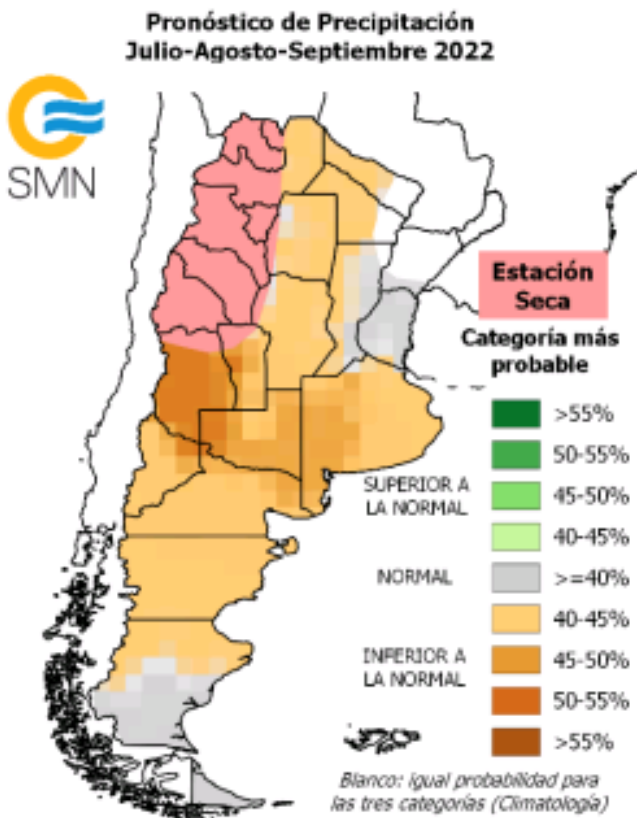 Pronóstico de Precipitación
Julio-Agosto-Septiembre 2022
SMN
Estación
Seca
Categoría más
probable
>55%
50-55%
45-50%
SUPERIOR A
LA NORMAL
40-45%
NORMAL
>=40%
40-45%
INFERIOR A
LA NORMAL
45-50%
50-55%
>55%
Blanco: igual probabilidad para
las tres categorías (Climatología)